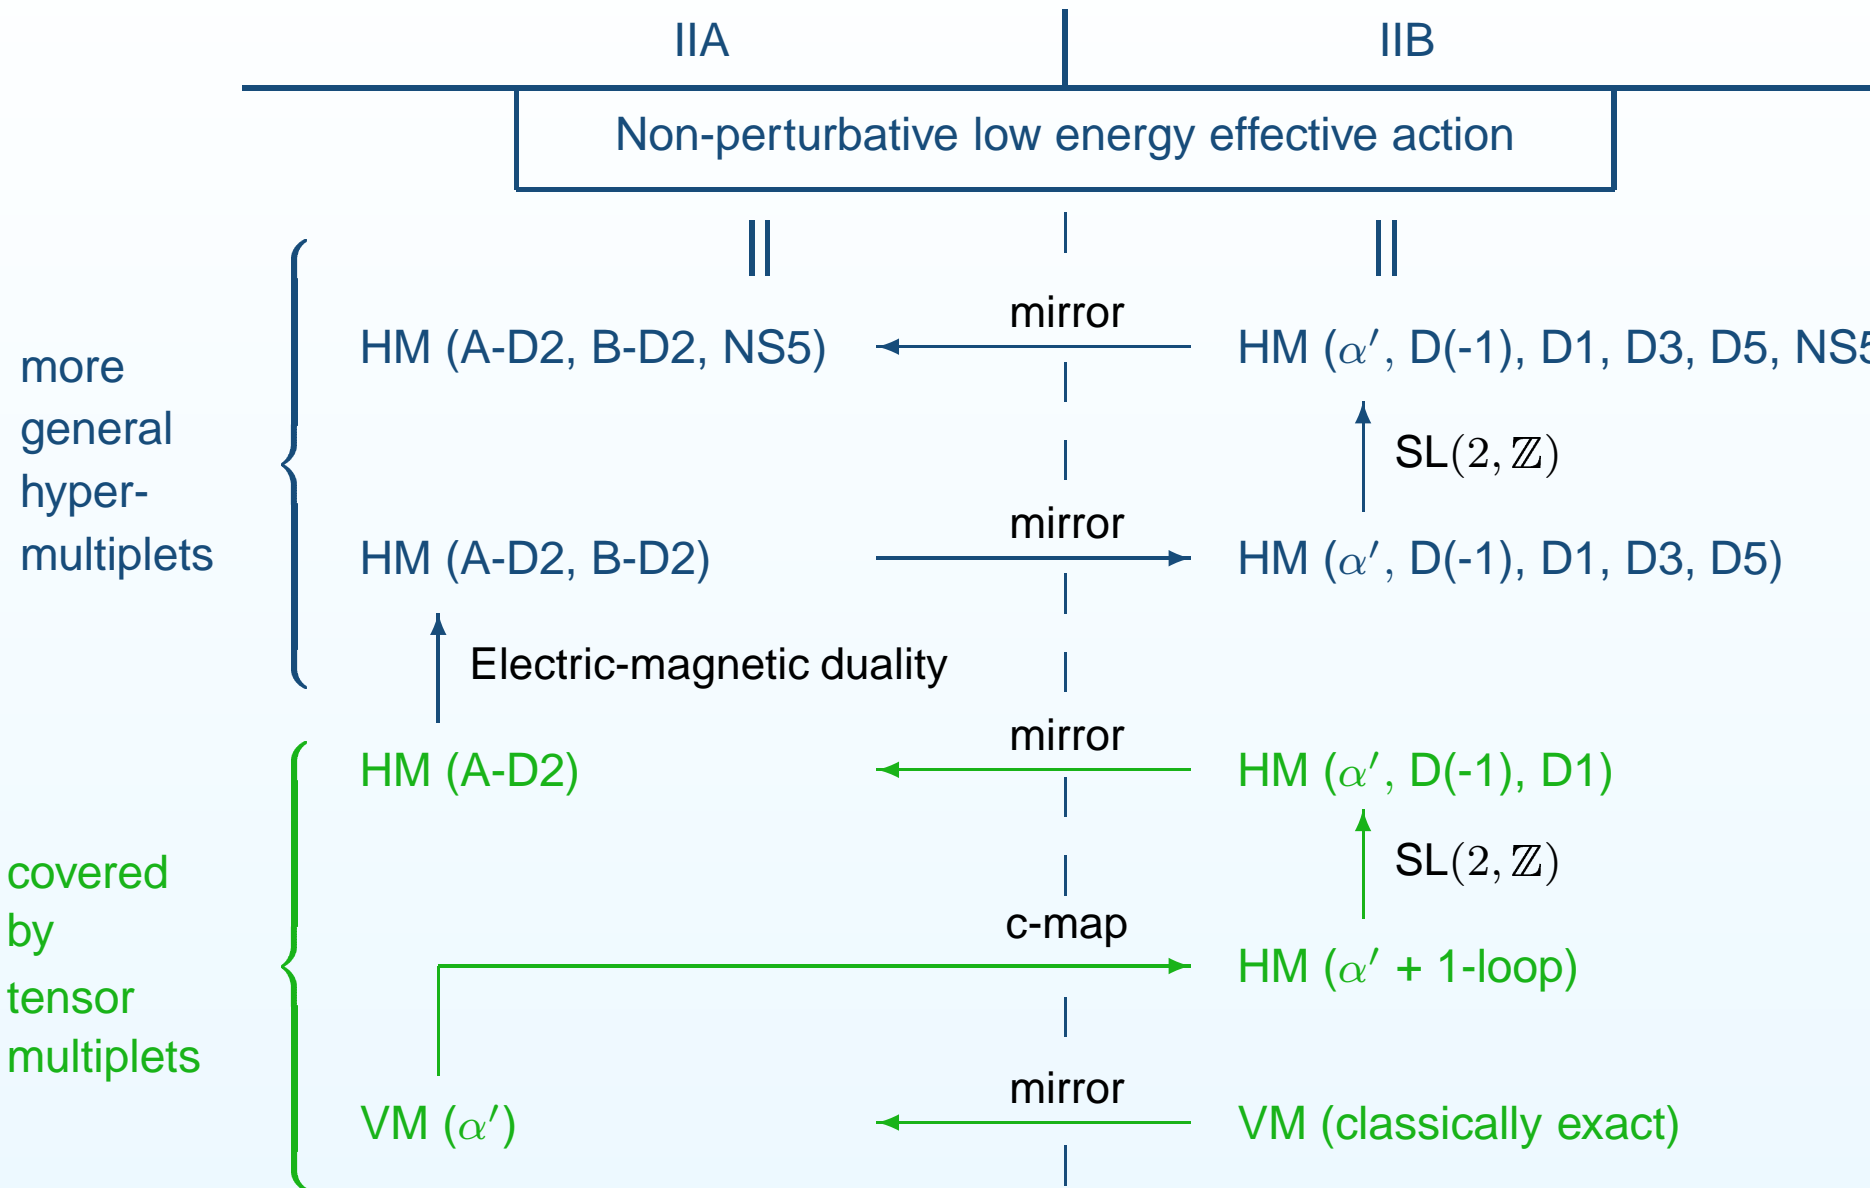 IIA
IIB
Non-perturbative low energy effective action
||
||
more
general
hyper-
multiplets
HM (A-D2, B-D2, NS5)
mirror
HM (α′, D(-1), D1, D3, D5, NS5
SL(2, ℤ)
HM (A-D2, B-D2)
mirror
HM (α′, D(-1), D1, D3, D5)
Electric-magnetic duality
covered
by
tensor
multiplets
HM (A-D2)
mirror
HM (α′, D(-1), D1)
SL(2, ℤ)
c-map
HM (α′ + 1-loop)
VM (α′)
mirror
VM (classically exact)